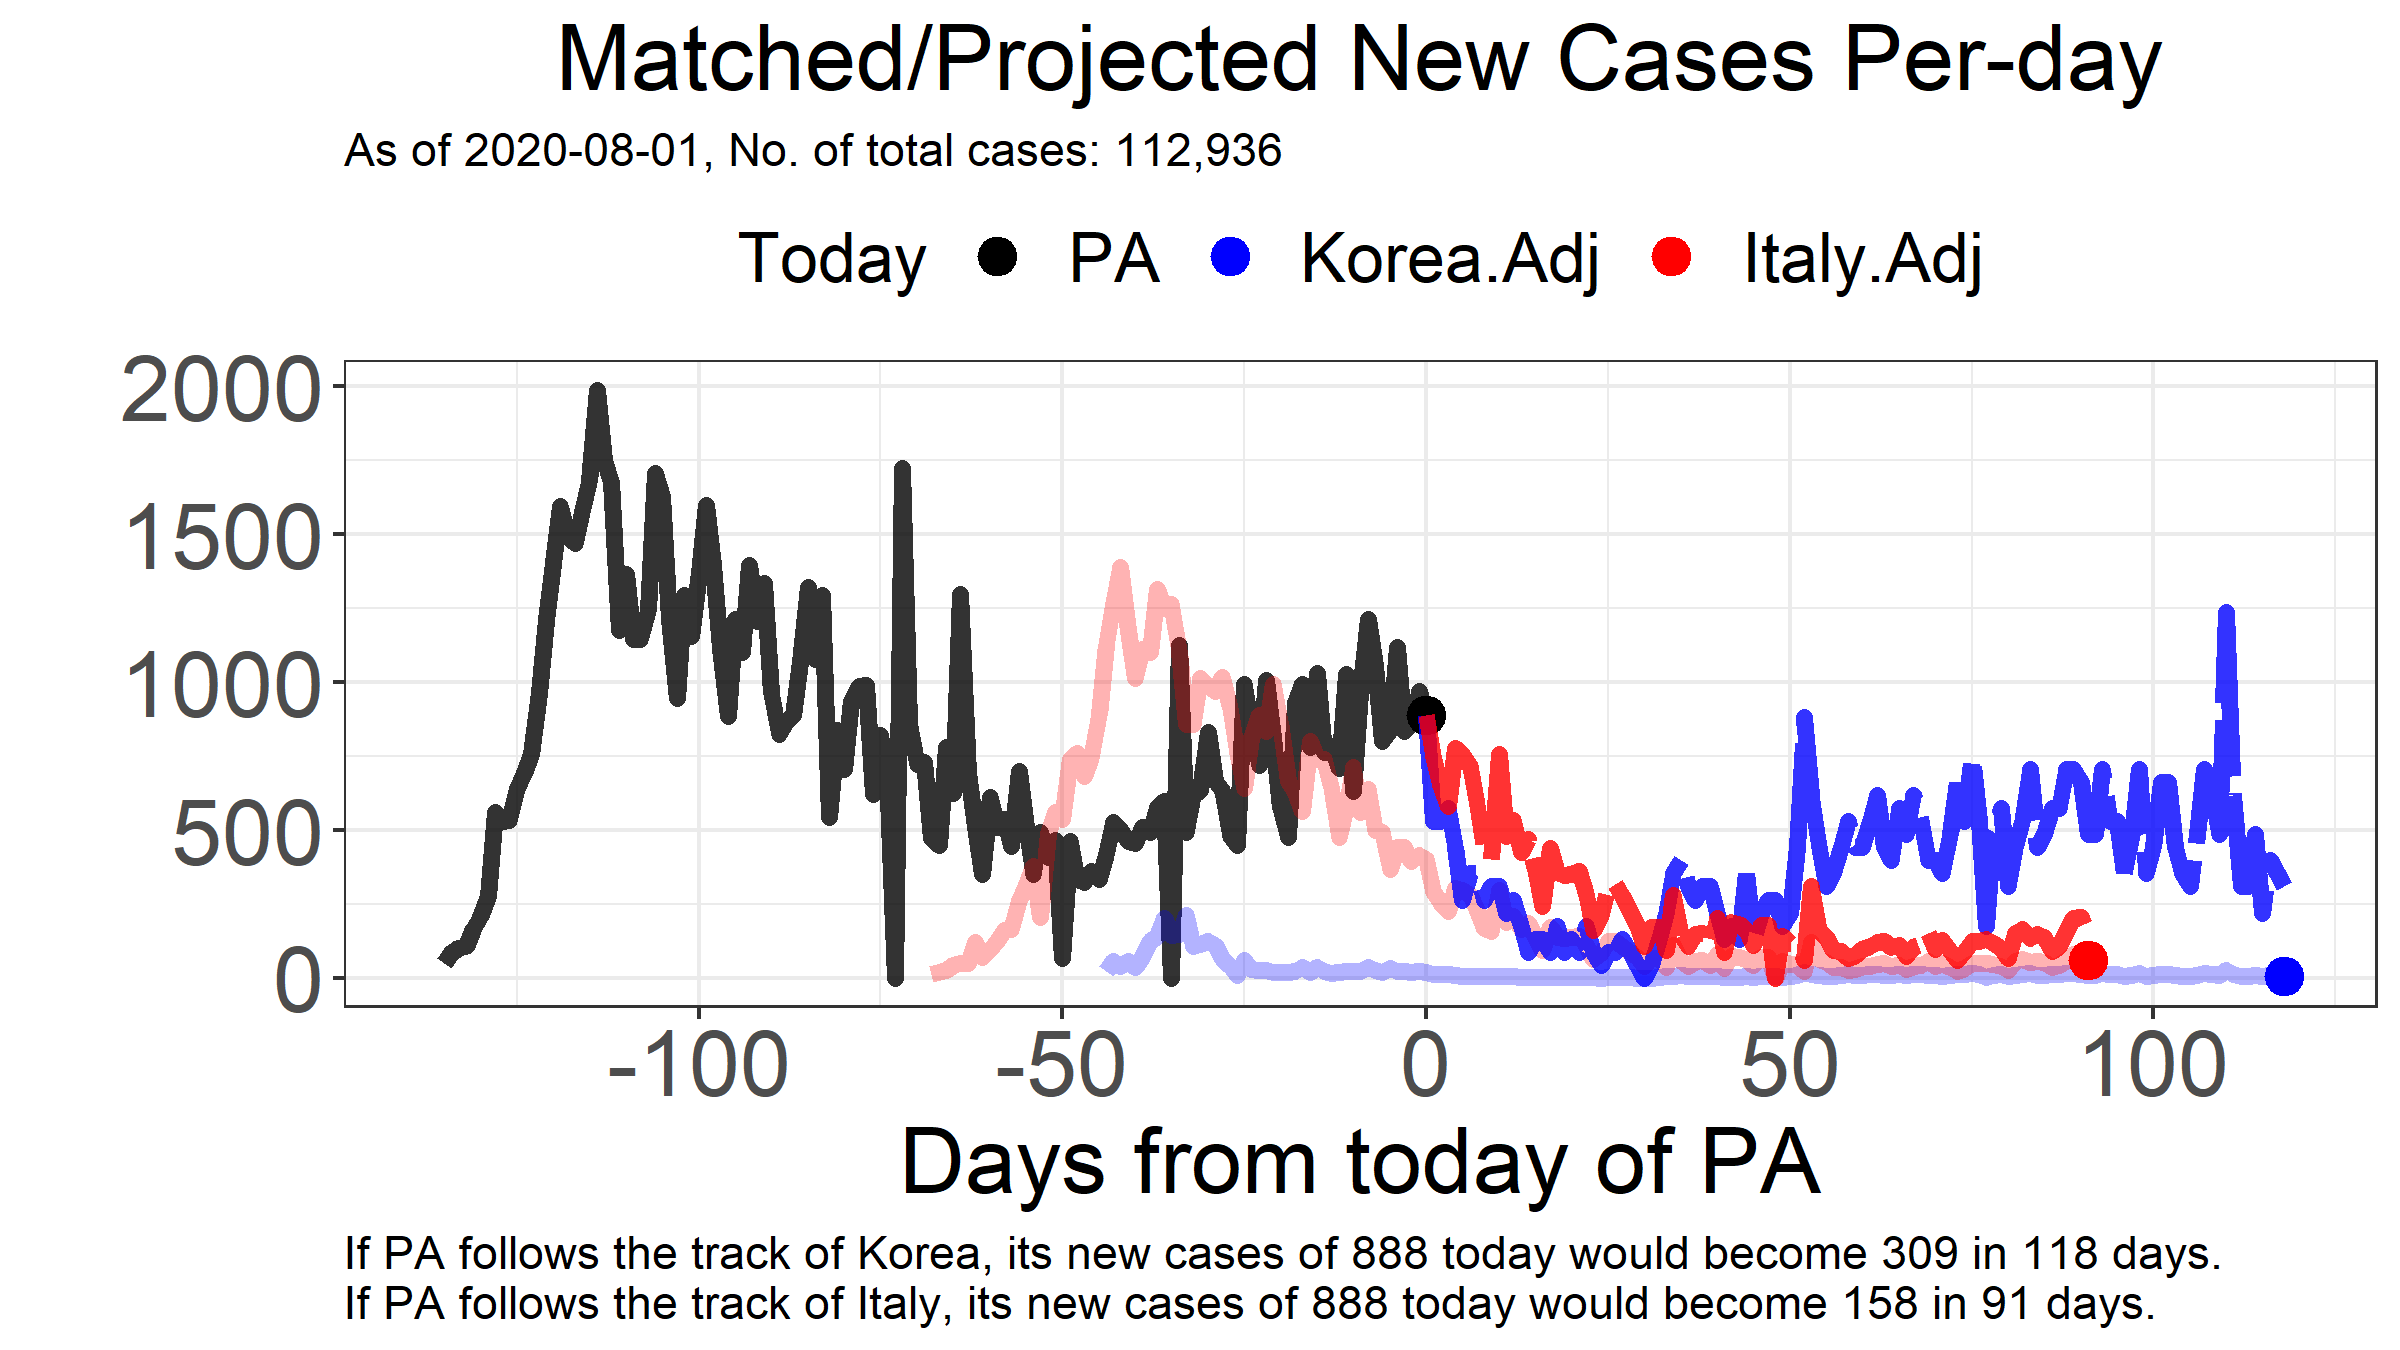 Matched/Projected New Cases Per-day
As of 2020-08-01, No. of total cases: 112,936
Today PA Korea.Adj Italy.Adj
2000
1500
1000
500
0
-100 -50 0 50 100
Days from today of PA
If PA follows the track of Korea, its new cases of 888 today would become 309 in 118 days.
If PA follows the track of Italy, its new cases of 888 today would become 158 in 91 days.